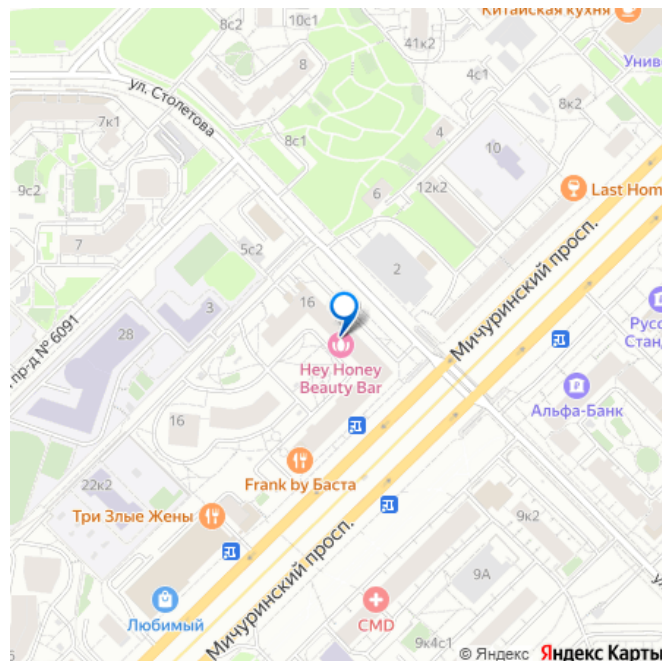 Китайская кухня
10с1
8с2
41к2
8
4с1
Униве
ул. Столетова
7к1
8с1
4
8к2
10
9с2
6
12к2
Last Hom
7
5с2
2
Мичуринский просп.
3
16
пр-д № 6091
28
Русс
Стан
Hey Honey
Beauty Bar
Альфа-Банк
16
22к2
Frank by Баста
Три Злые Жены
9к2
Мичуринский просп.
9А
Любимый
CMD
9к4с1
© Яндекс Яндекс Карты